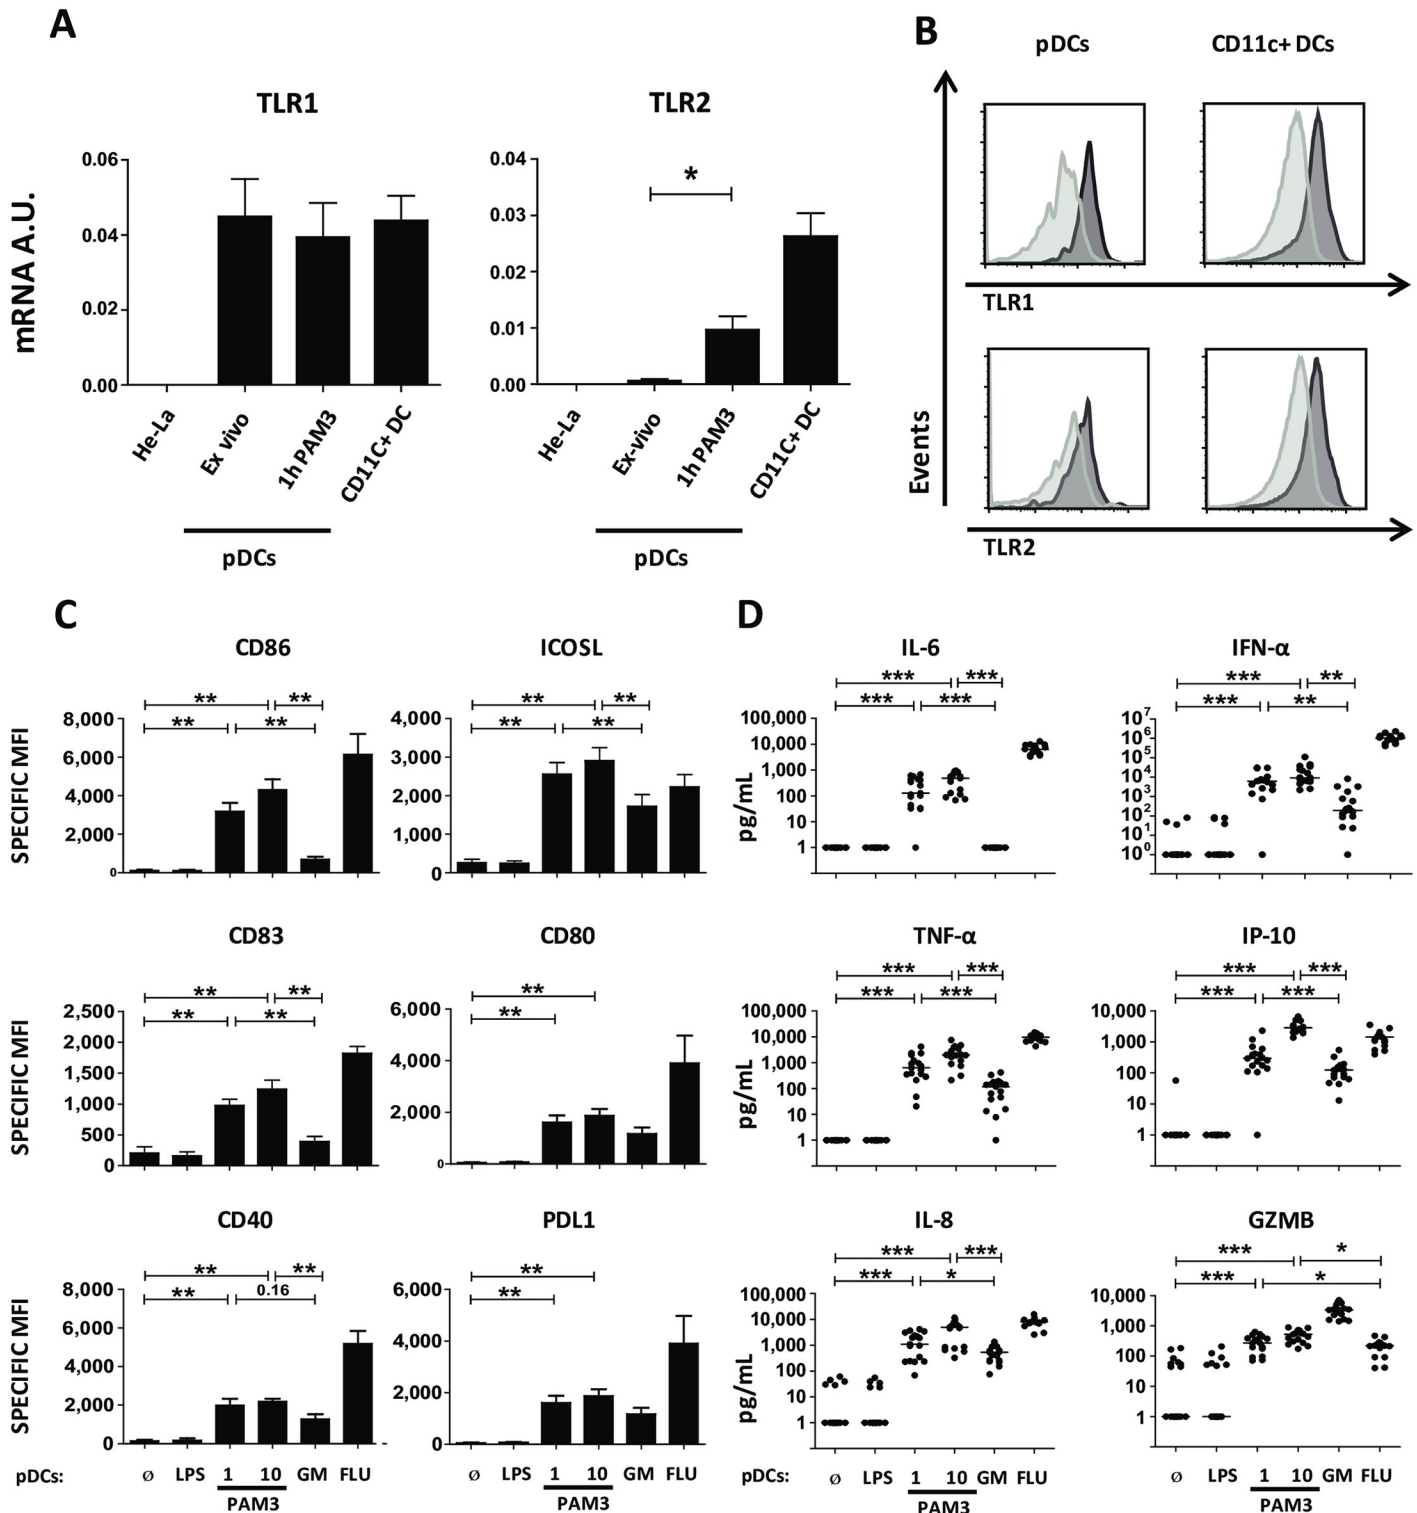 A
TLR1
TLR2
mRNA A.U.
0.06
0.04
0.02
0.00
He-La
Ex vivo
1h PAM3
CD11C+ DC
pDCs
0.04
0.03
0.02
0.01
0.00
*
He-La
Ex-vivo
1h PAM3
CD11C+ DC
pDCs
B
pDCs
CD11c+ DCs
Events
TLR1
TLR2
C
CD86
SPECIFIC MFI
8,000
6,000
4,000
2,000
0
** **
** **
ICOSL
4,000
3,000
2,000
1,000
0
** **
** **
CD83
SPECIFIC MFI
2,500
2,000
1,500
1,000
500
0
** **
** **
CD80
6,000
4,000
2,000
0
**
**
CD40
SPECIFIC MFI
8,000
6,000
4,000
2,000
0
** **
** 0.16
PDL1
6,000
4,000
2,000
0
**
**
pDCs: ø LPS 1 10 GM FLU
PAM3
ø LPS 1 10 GM FLU
PAM3
D
IL-6
pg/mL
100,000
10,000
1,000
100
10
1
*** ***
*** ***
IFN-α
10⁷
10⁶
10⁵
10⁴
10³
10²
10¹
10⁰
*** **
*** **
TNF-α
pg/mL
100,000
10,000
1,000
100
10
1
*** ***
*** ***
IP-10
10,000
1,000
100
10
1
*** ***
*** ***
IL-8
pg/mL
100,000
10,000
1,000
100
10
1
*** ***
*** *
GZMB
10,000
1,000
100
10
1
*** *
*** *
pDCs: ø LPS 1 10 GM FLU
PAM3
ø LPS 1 10 GM FLU
PAM3